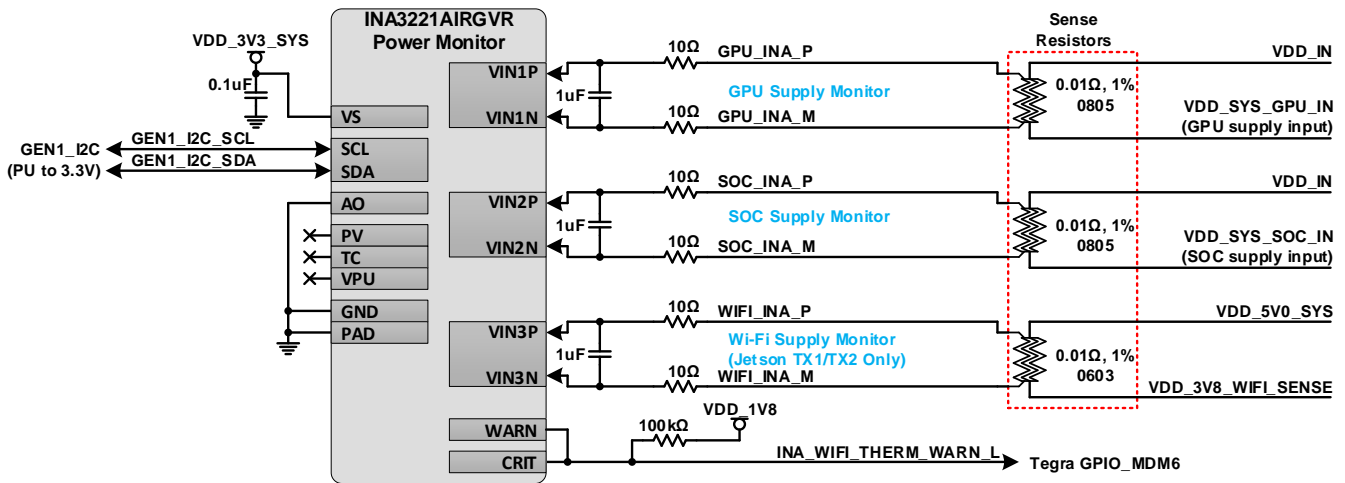 INA3221AIRGVR
Power Monitor
Sense
Resistors
VDD_3V3_SYS
0.1uF
VS
GEN1_I2C
(PU to 3.3V)
GEN1_I2C_SCL
GEN1_I2C_SDA
SCL
SDA
AO
PV
TC
VPU
GND
PAD
VIN1P
VIN1N
1uF
10Ω
GPU_INA_P
GPU Supply Monitor
10Ω
GPU_INA_M
0.01Ω, 1%
0805
VDD_IN
VDD_SYS_GPU_IN
(GPU supply input)
VIN2P
VIN2N
1uF
10Ω
SOC_INA_P
SOC Supply Monitor
10Ω
SOC_INA_M
0.01Ω, 1%
0805
VDD_IN
VDD_SYS_SOC_IN
(SOC supply input)
VIN3P
VIN3N
1uF
10Ω
WIFI_INA_P
Wi-Fi Supply Monitor
(Jetson TX1/TX2 Only)
10Ω
WIFI_INA_M
0.01Ω, 1%
0603
VDD_5V0_SYS
VDD_3V8_WIFI_SENSE
WARN
CRIT
100kΩ
VDD_1V8
INA_WIFI_THERM_WARN_L
Tegra GPIO_MDM6